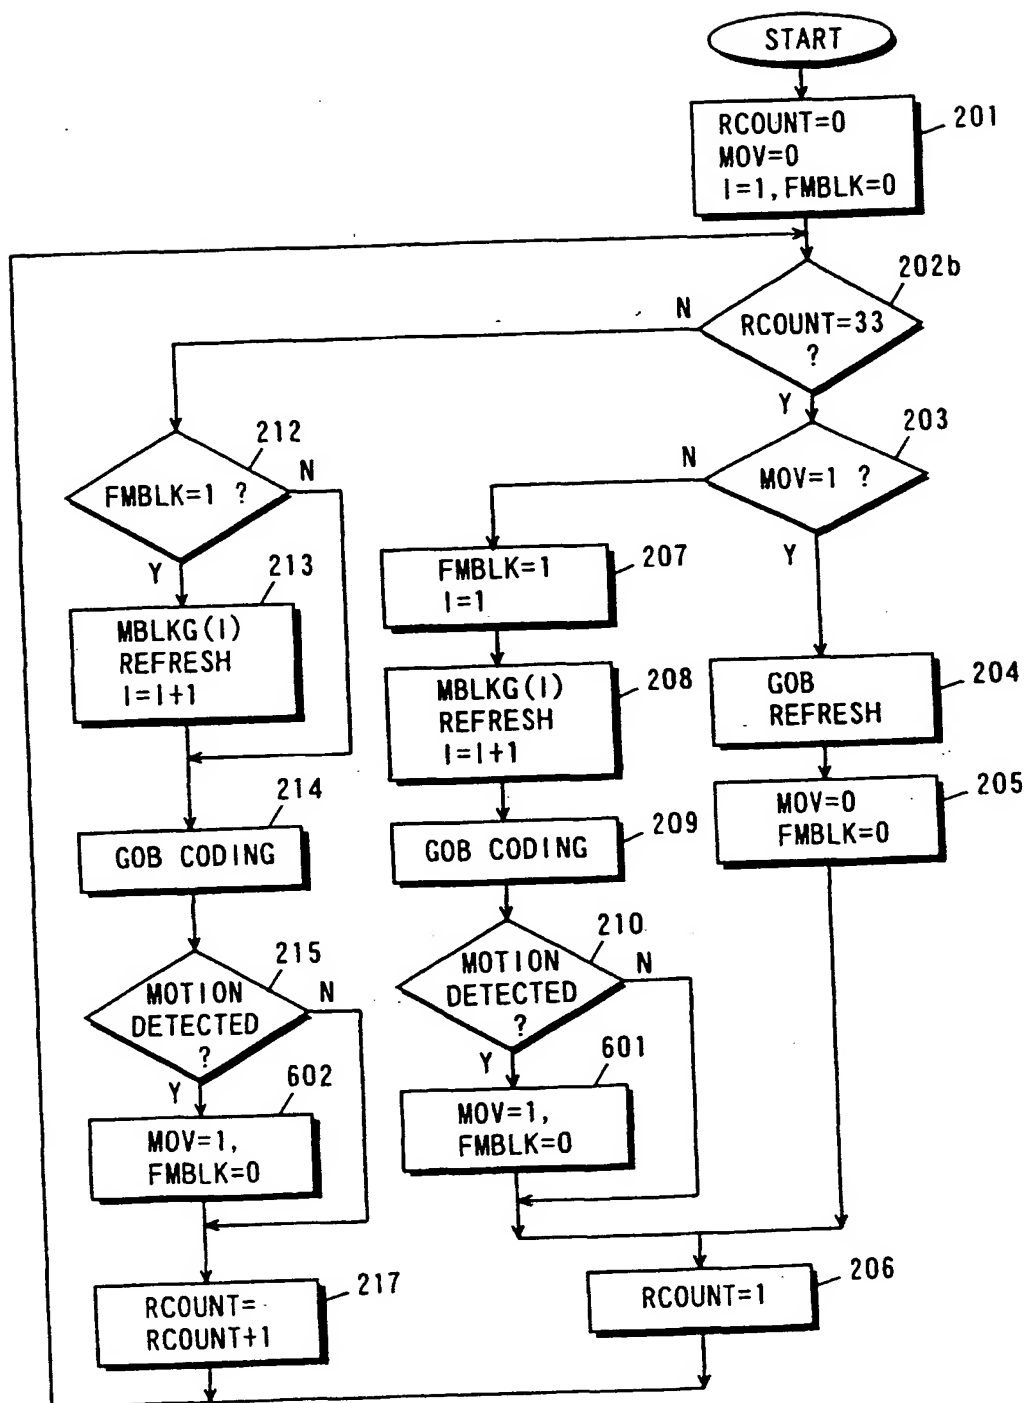 START
RCOUNT=0
MOV=0
I=1, FMBLK=0
201
202b
RCOUNT=33
?
N
Y
203
MOV=1 ?
N
Y
212
FMBLK=1 ?
N
Y
213
MBLKG(I)
REFRESH
I=I+1
207
FMBLK=1
I=1
208
MBLKG(I)
REFRESH
I=I+1
204
GOB
REFRESH
205
MOV=0
FMBLK=0
214
GOB CODING
209
GOB CODING
215
MOTION
DETECTED
?
N
Y
210
MOTION
DETECTED
?
N
Y
602
MOV=1,
FMBLK=0
601
MOV=1,
FMBLK=0
217
RCOUNT=
RCOUNT+1
206
RCOUNT=1